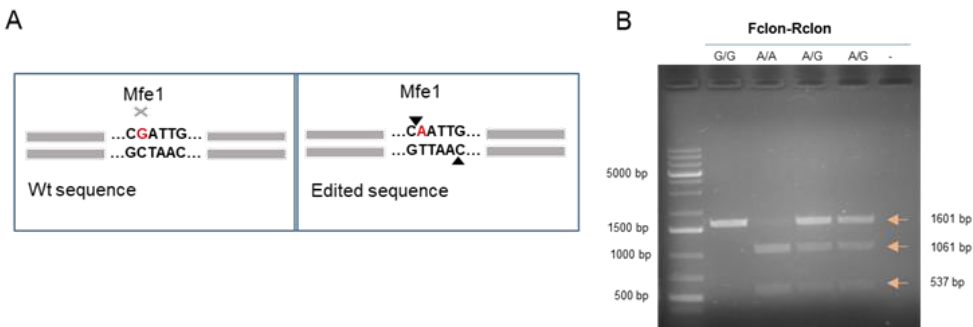 A
Mfe1
...CGATTG...
GCTAAC...
Wt sequence
Mfe1
...CAATTG...
GTTAAC...
Edited sequence
B
Fclon-Rclon
G/G A/A A/G A/G -
5000 bp
1500 bp
1000 bp
500 bp
1601 bp
1061 bp
537 bp